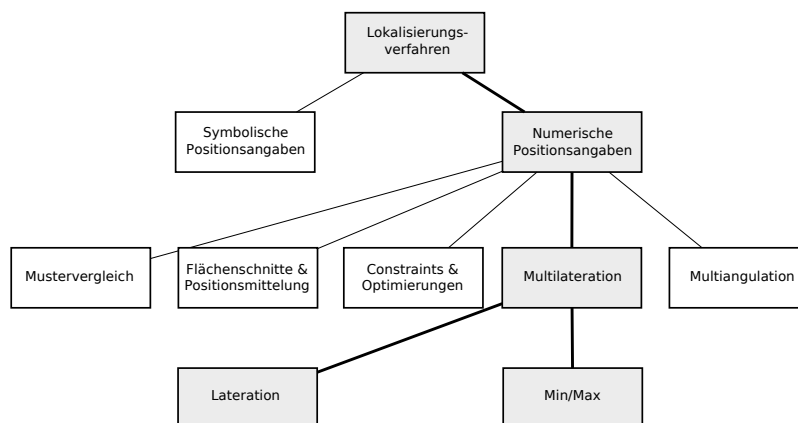 Lokalisierungs-
verfahren
Symbolische
Positionsangaben
Numerische
Positionsangaben
Mustervergleich
Flächenschnitte &
Positionsmittelung
Constraints &
Optimierungen
Multilateration
Multiangulation
Lateration
Min/Max